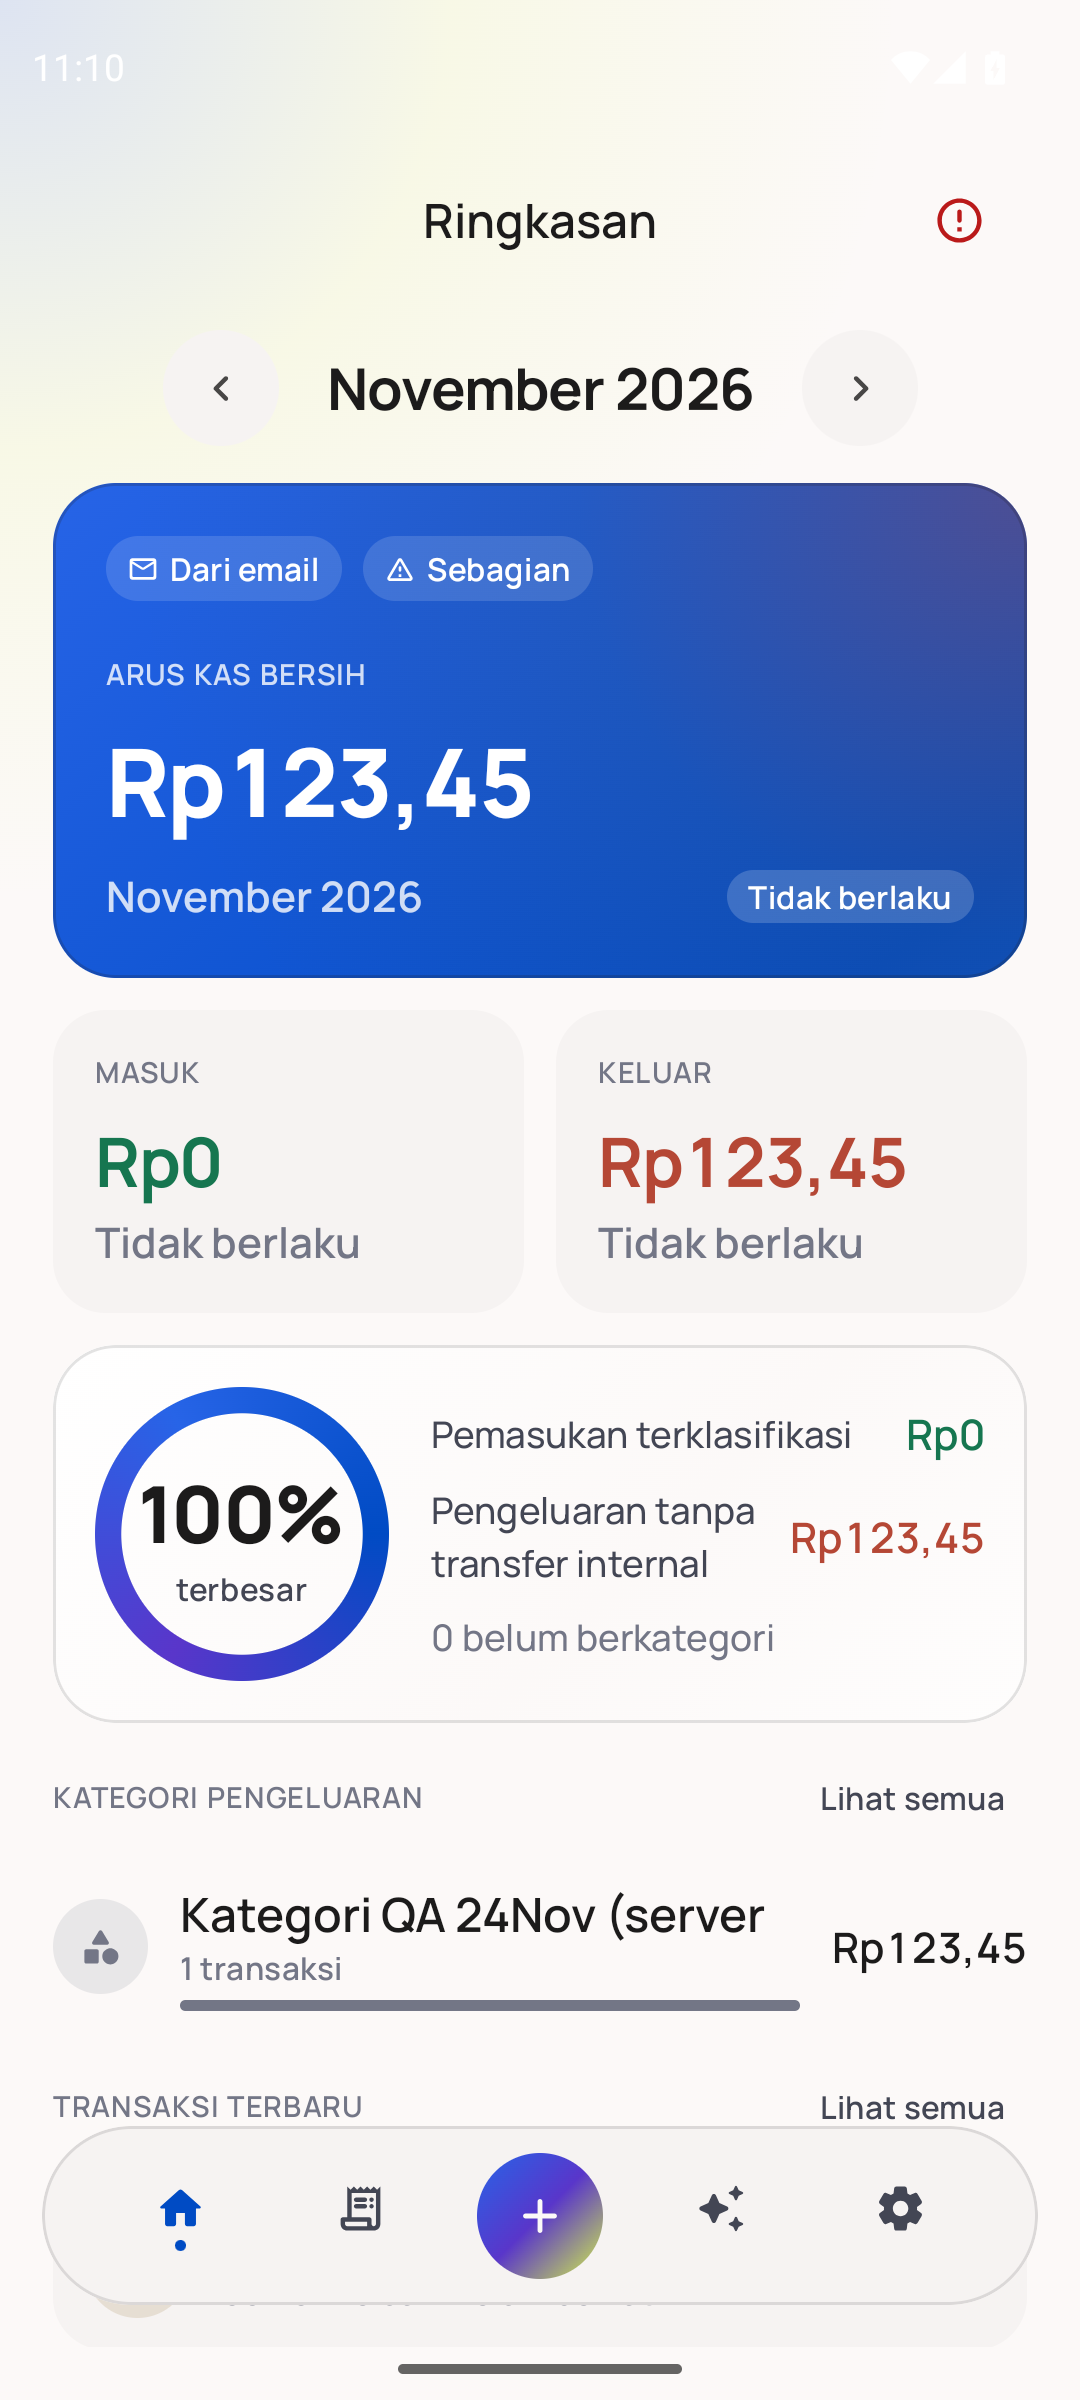 11:10
Ringkasan
November 2026
Dari email
Sebagian
ARUS KAS BERSIH
Rp123,45
November 2026
Tidak berlaku
MASUK
KELUAR
Rp0
Rp123,45
Tidak berlaku
Tidak berlaku
100%
terbesar
Pemasukan terklasifikasi
Rp0
Pengeluaran tanpa
transfer internal
Rp123,45
0 belum berkategori
KATEGORI PENGELUARAN
Lihat semua
Kategori QA 24Nov (server
1 transaksi
Rp123,45
TRANSAKSI TERBARU
Lihat semua